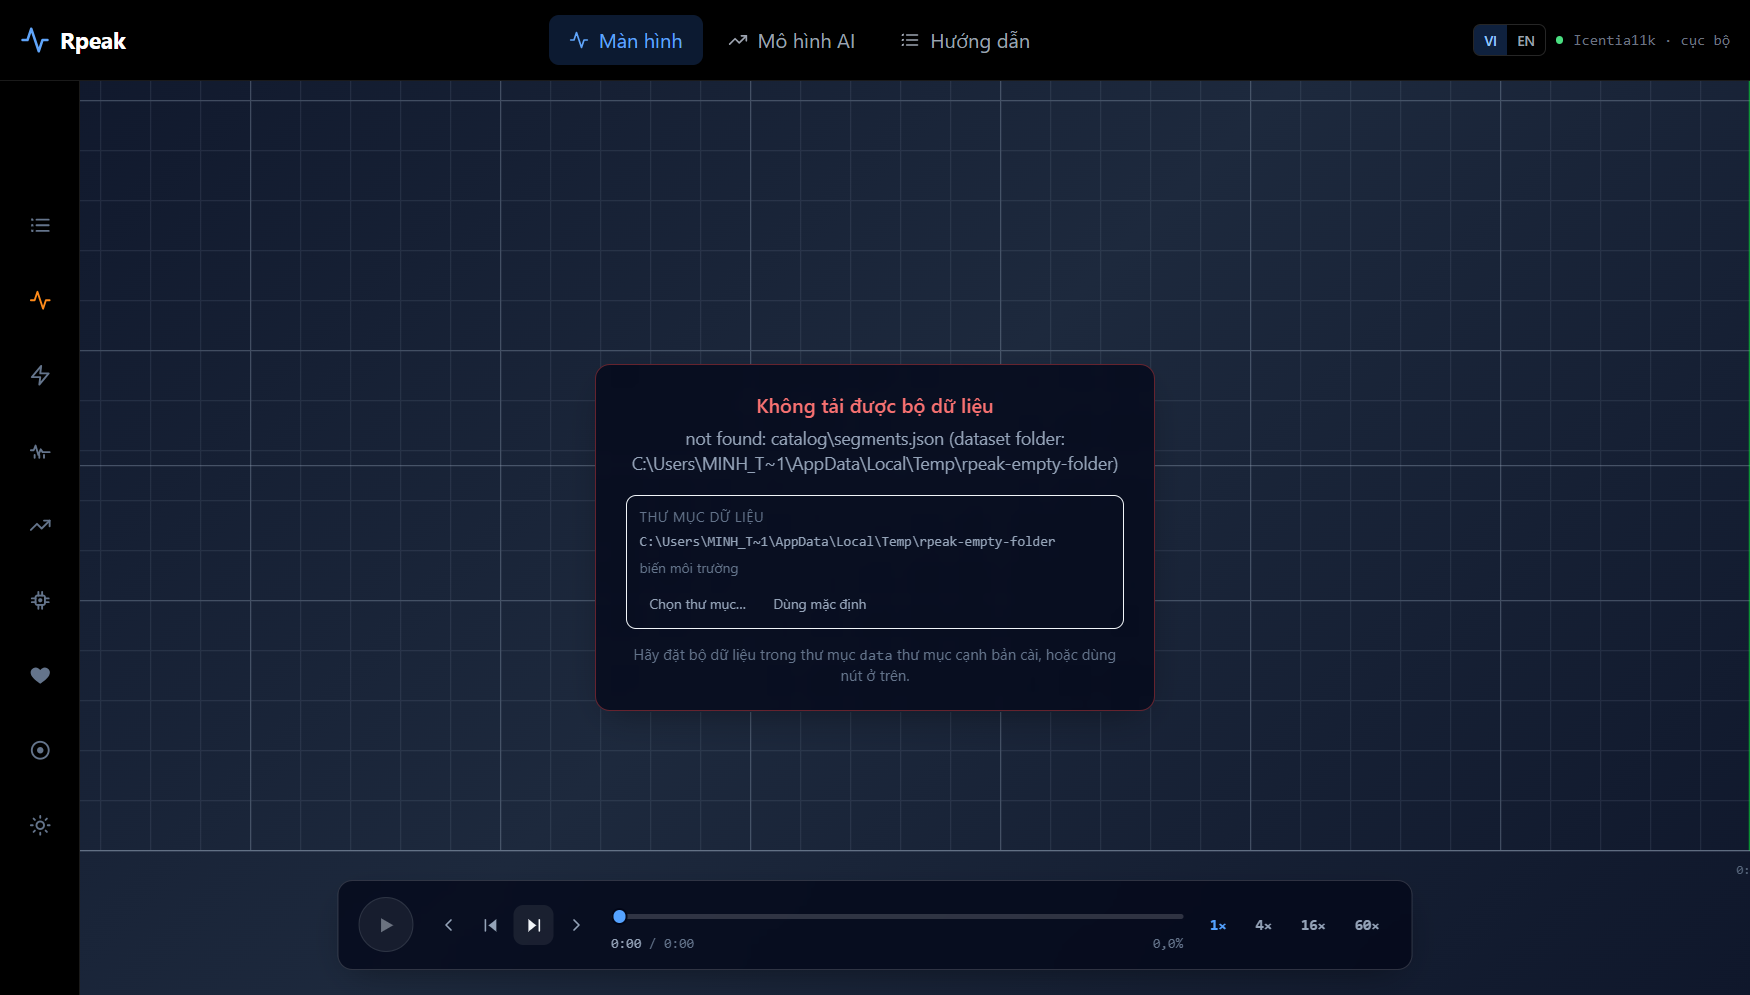 Rpeak
Màn hình
Mô hình AI
Hướng dẫn
VI EN
Icentia11k · cục bộ
Không tải được bộ dữ liệu
not found: catalog\segments.json (dataset folder:
C:\Users\MINH_T~1\AppData\Local\Temp\rpeak-empty-folder)
THƯ MỤC DỮ LIỆU
C:\Users\MINH_T~1\AppData\Local\Temp\rpeak-empty-folder
biến môi trường
Chọn thư mục... Dùng mặc định
Hãy đặt bộ dữ liệu trong thư mục data thư mục cạnh bản cài, hoặc dùng
nút ở trên.
0:
0:00 / 0:00
0,0%
1× 4× 16× 60×